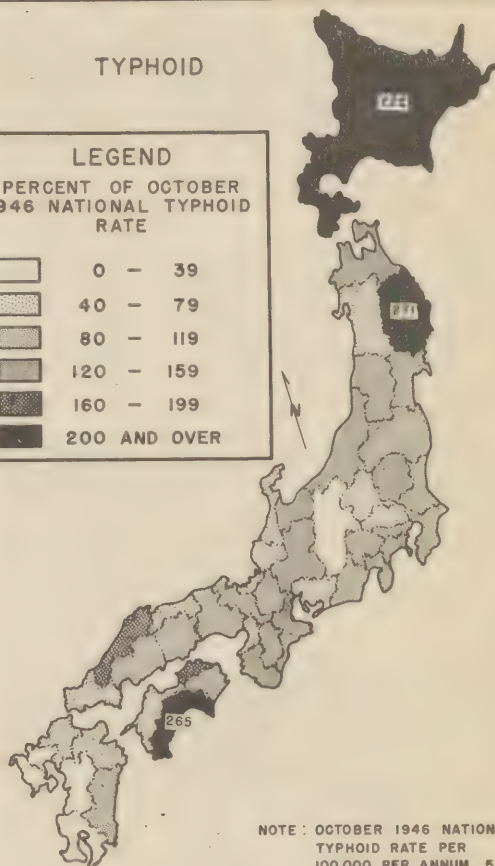 TYPHOID
LEGEND
PERCENT OF OCTOBER
946 NATIONAL TYPHOID
RATE
0 – 39
40 – 79
80 – 119
120 – 159
160 – 199
200 AND OVER
N
265
NOTE : OCTOBER 1946 NATION
TYPHOID RATE PER